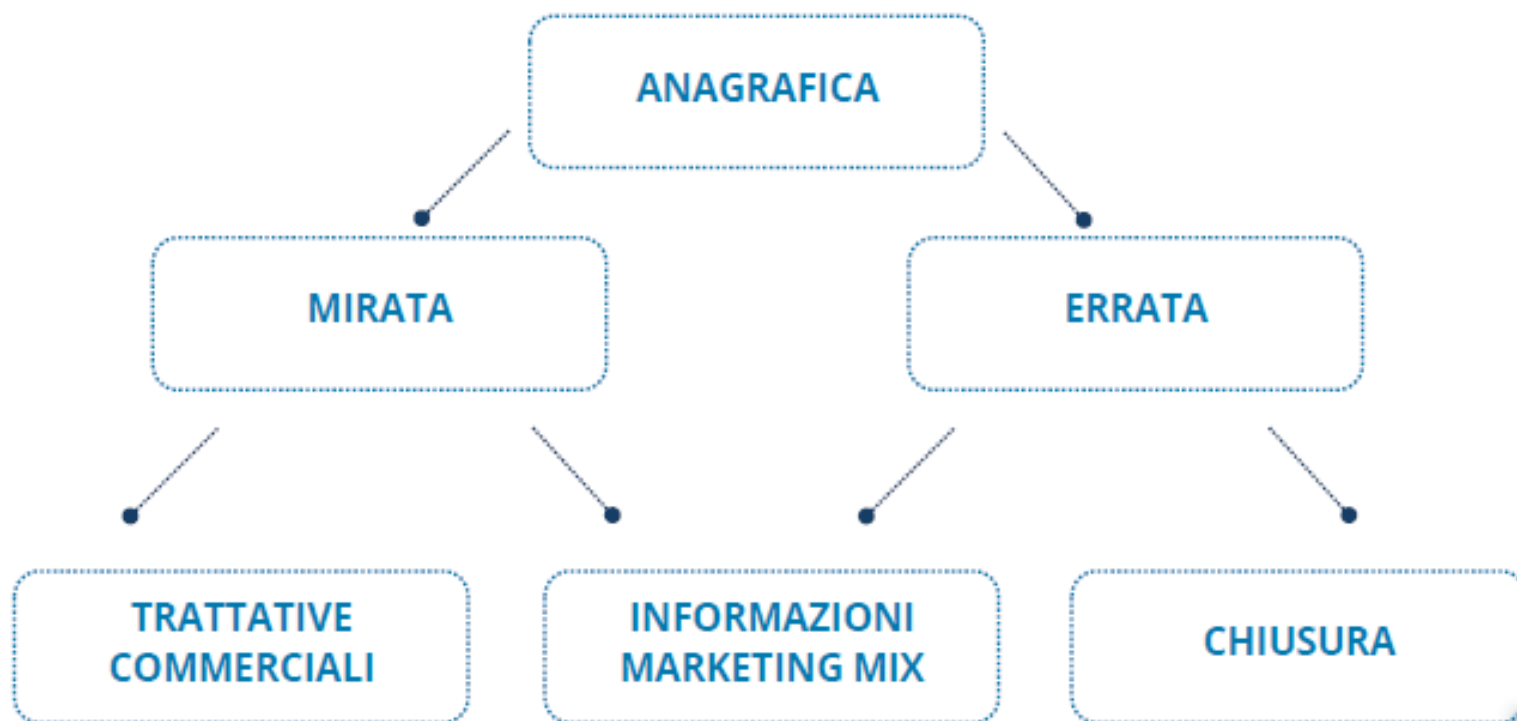 ANAGRAFICA
MIRATA
ERRATA
TRATTATIVE
COMMERCIALI
INFORMAZIONI
MARKETING MIX
CHIUSURA